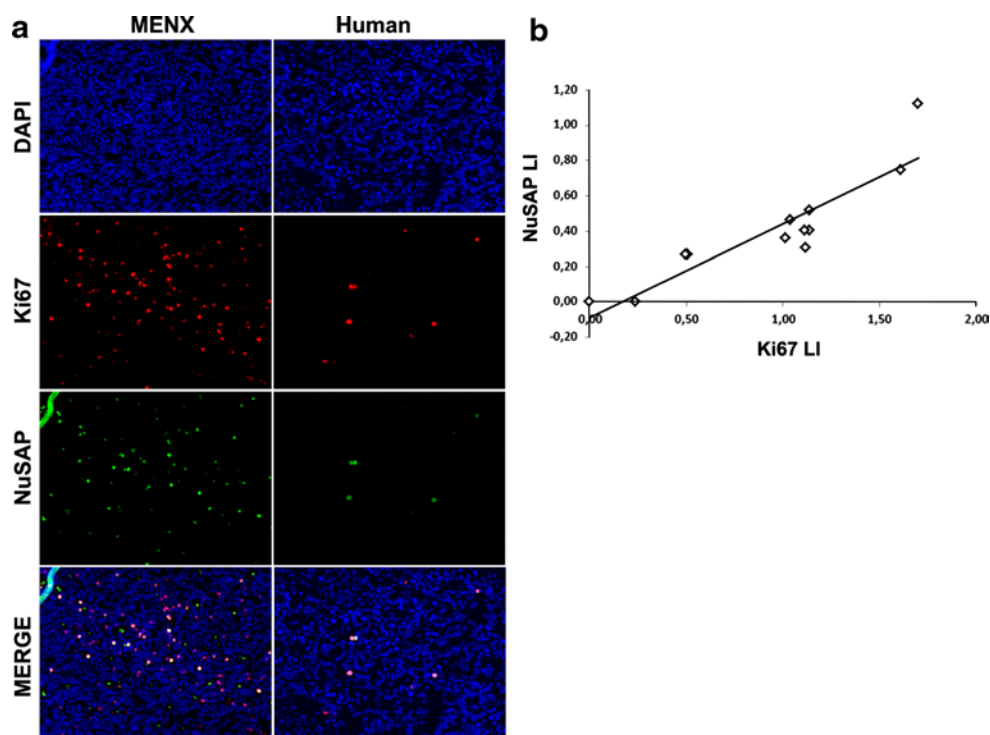 a
MENX Human
DAPI
Ki67
NuSAP
MERGE
b
NuSAP LI
1,20
1,00
0,80
0,60
0,40
0,20
0,00
-0,20
0,00 0,50 1,00 1,50 2,00
Ki67 LI